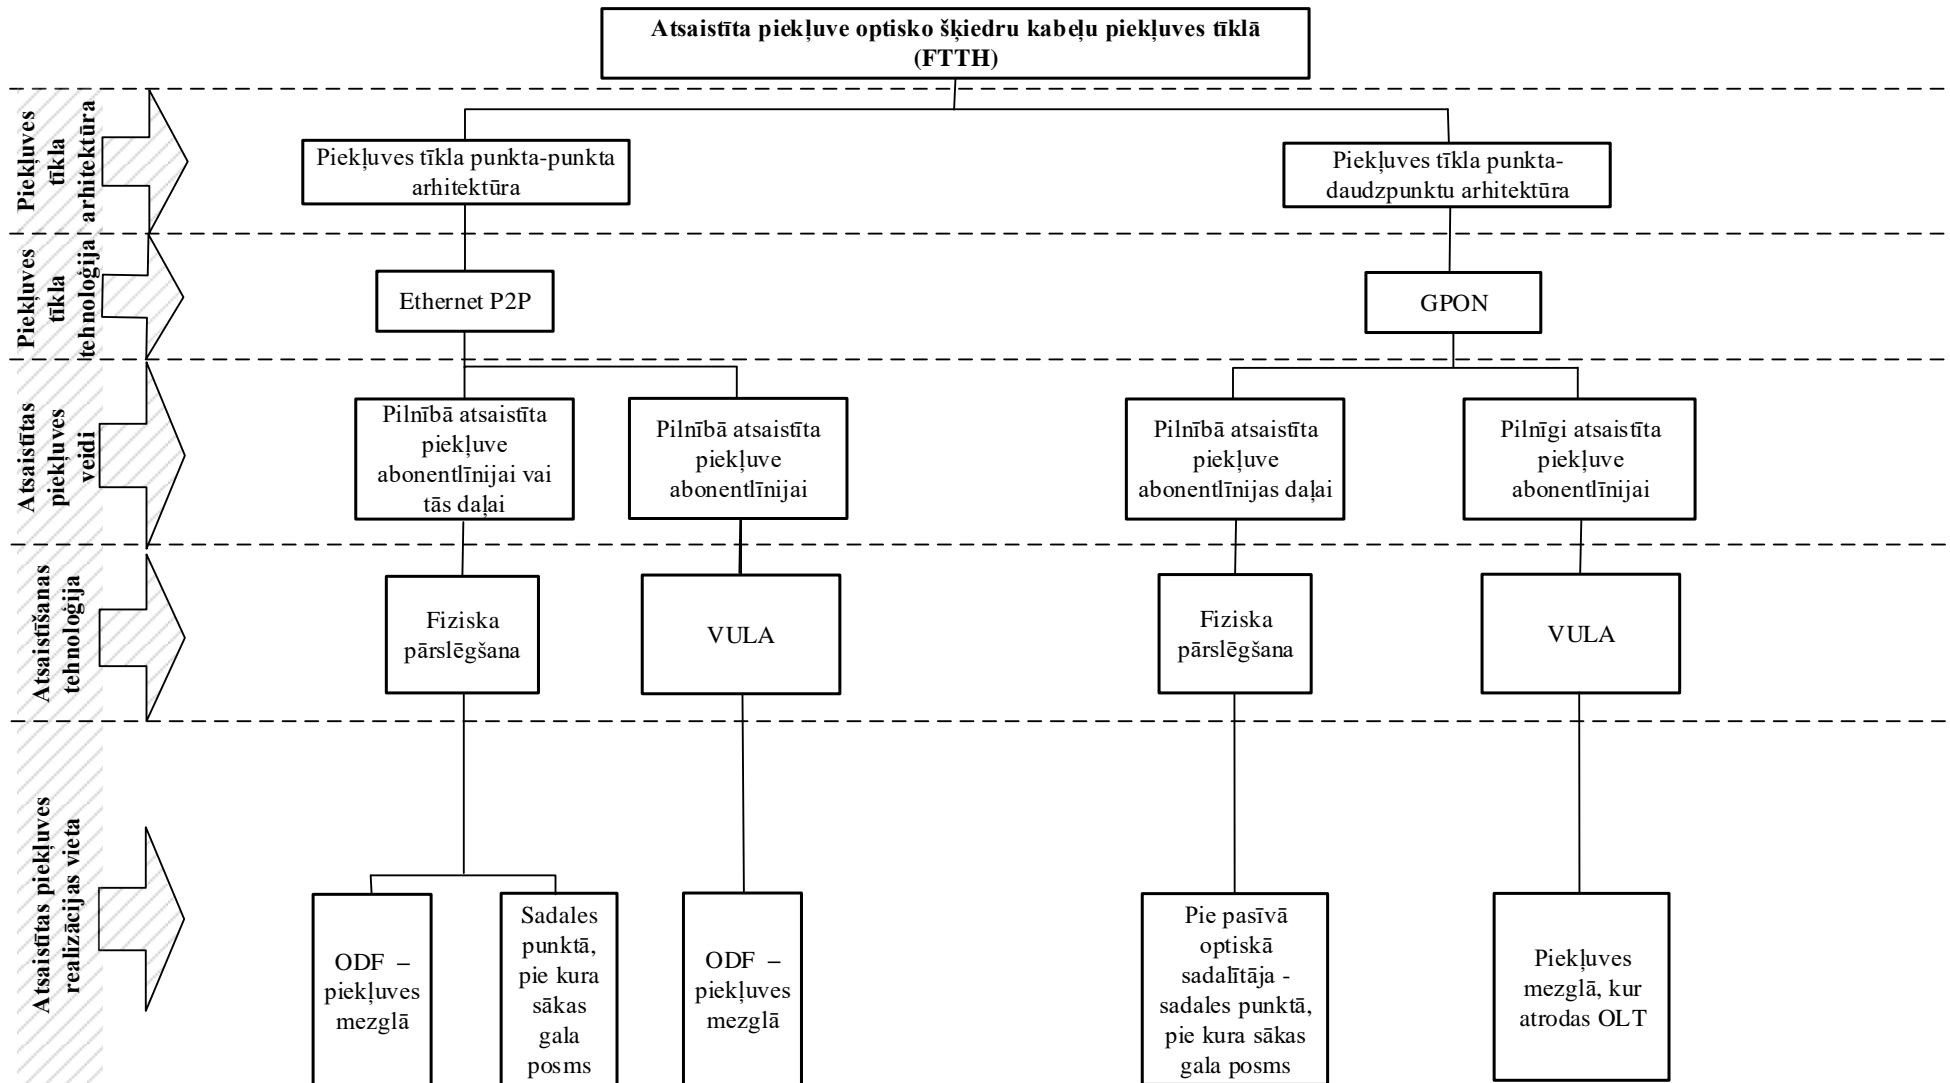 Atsaistīta piekļuve optisko šķiedru kabeļu piekļuves tīklā
(FTTH)
Piekļuves
tīkla
arhitektūra
Piekļuves tīkla punkta-punkta
arhitektūra
Piekļuves tīkla punkta-
daudzpunktu arhitektūra
Piekļuves
tīkla
tehnoloģija
Ethernet P2P
GPON
Atsaistītas
piekļuves
veidi
Pilnībā atsaistīta
piekļuve
abonentlīnijai vai
tās daļai
Pilnībā atsaistīta
piekļuve
abonentlīnijai
Pilnībā atsaistīta
piekļuve
abonentlīnijas daļai
Pilnīgi atsaistīta
piekļuve
abonentlīnijai
Atsaistīšanas
tehnoloģija
Fiziska
pārslēgšana
VULA
Fiziska
pārslēgšana
VULA
Atsaistītas piekļuves
realizācijas vieta
ODF –
piekļuves
mezglā
Sadales
punktā,
pie kura
sākas
gala
posms
ODF –
piekļuves
mezglā
Pie pasīvā
optiskā
sadalītāja -
sadales punktā,
pie kura sākas
gala posms
Piekļuves
mezglā, kur
atrodas OLT